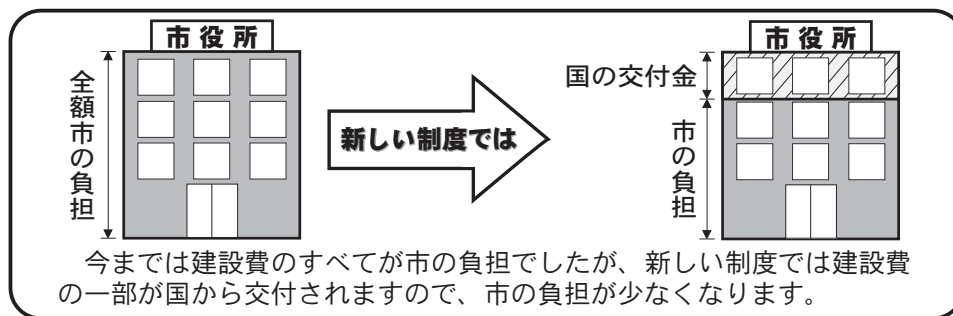 市役所
全額市の負担
新しい制度では
市役所
国の交付金
市の負担
今までは建設費のすべてが市の負担でしたが、新しい制度では建設費
の一部が国から交付されますので、市の負担が少なくなります。